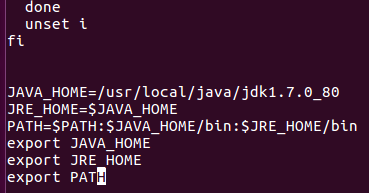 done
unset i
fi
JAVA_HOME=/usr/local/java/jdk1.7.0_80
JRE_HOME=$JAVA_HOME
PATH=$PATH:$JAVA_HOME/bin:$JRE_HOME/bin
export JAVA_HOME
export JRE_HOME
export PATH